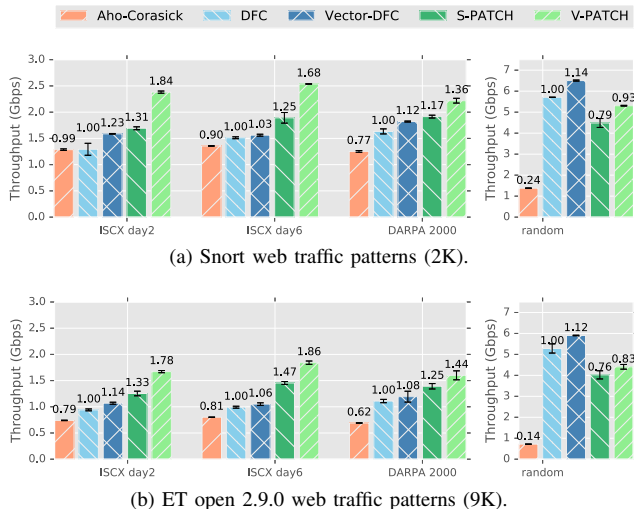 Aho-Corasick DFC Vector-DFC S-PATCH V-PATCH
Throughput (Gbps)
3.0
2.5
2.0
1.5
1.0
0.5
0.0
0.99 1.00 1.23 1.31 1.84
0.90 1.00 1.03 1.25 1.68
0.77 1.00 1.12 1.17 1.36
ISCX day2 ISCX day6 DARPA 2000
Throughput (Gbps)
7
6
5
4
3
2
1
0
0.24 1.00 1.14 0.79 0.93
random
(a) Snort web traffic patterns (2K).
Throughput (Gbps)
3.0
2.5
2.0
1.5
1.0
0.5
0.0
0.79 1.00 1.14 1.33 1.78
0.81 1.00 1.06 1.47 1.86
0.62 1.00 1.08 1.25 1.44
ISCX day2 ISCX day6 DARPA 2000
Throughput (Gbps)
7
6
5
4
3
2
1
0
0.14 1.00 1.12 0.76 0.83
random
(b) ET open 2.9.0 web traffic patterns (9K).